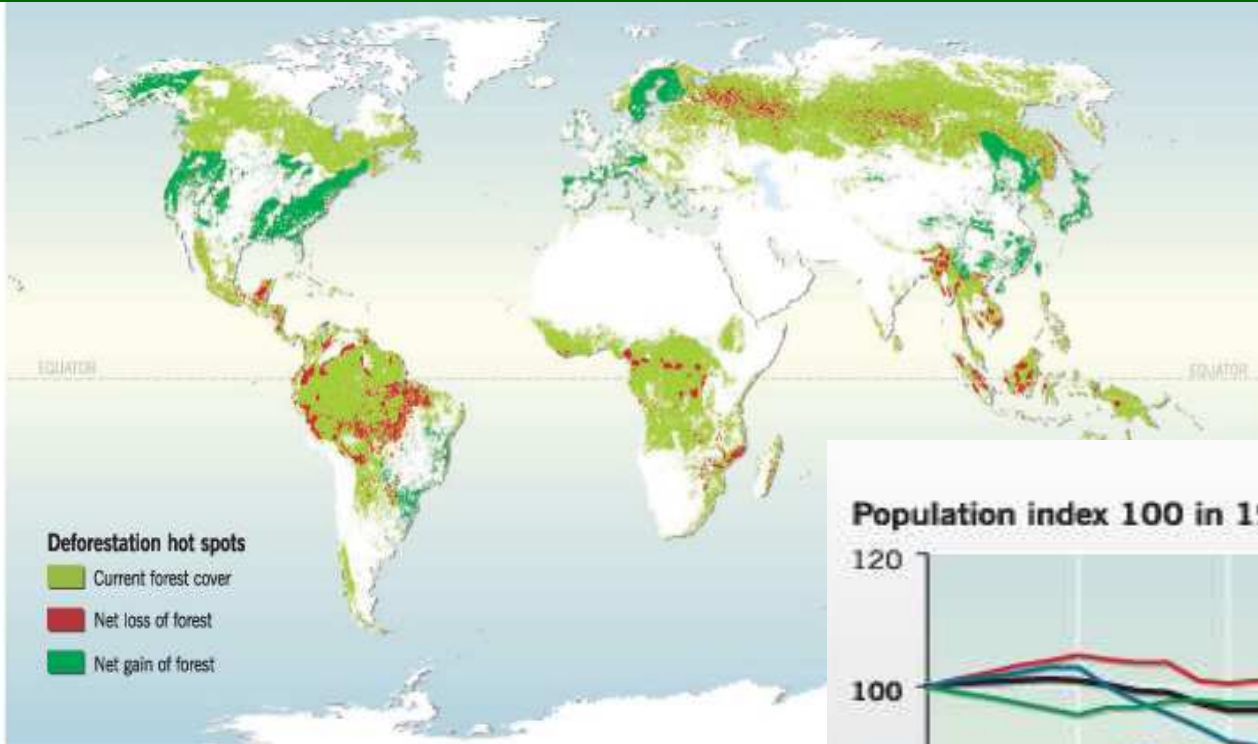 EQUATOR
EQUATOR
Deforestation hot spots
Current forest cover
Net loss of forest
Net gain of forest
Population index 100 in 1
120
100